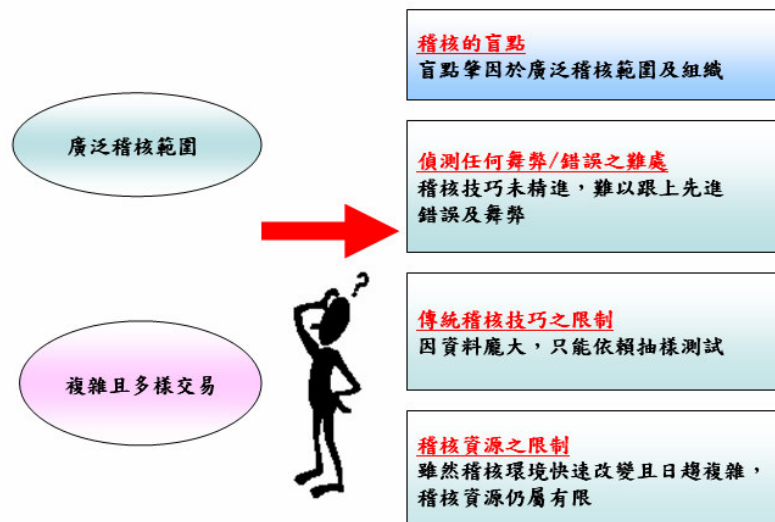 廣泛稽核範圍
複雜且多樣交易
?
稽核的盲點
盲點肇因於廣泛稽核範圍及組織
偵測任何舞弊/錯誤之難處
稽核技巧未精進，難以跟上先進
錯誤及舞弊
傳統稽核技巧之限制
因資料龐大，只能依賴抽樣測試
稽核資源之限制
雖然稽核環境快速改變且日趨複雜，
稽核資源仍屬有限